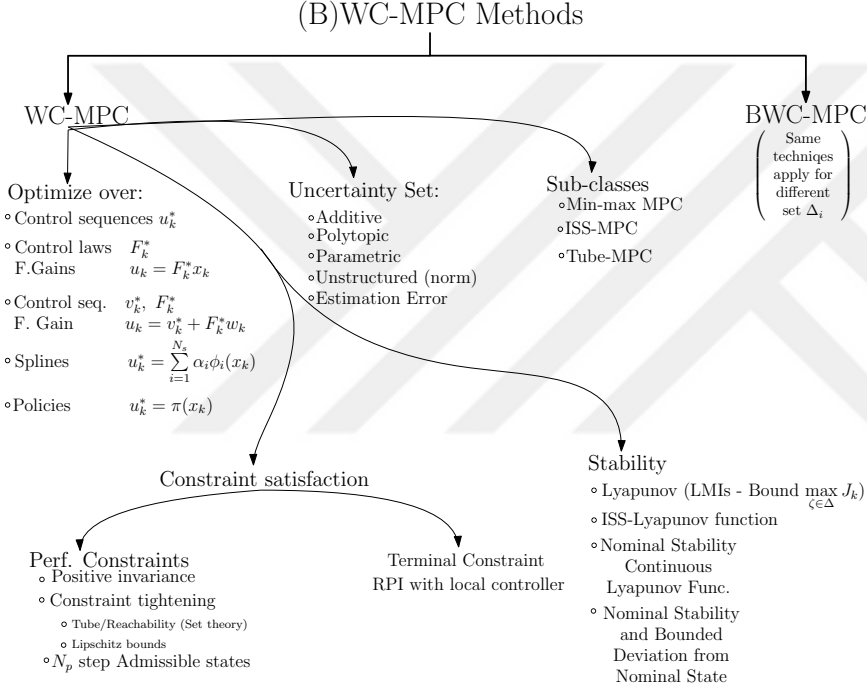 (B)WC-MPC Methods
WC-MPC
BWC-MPC
Same
techniqes
apply for
different
set Δ_i
Optimize over:
Control sequences u_k^*
Control laws F_k^*
F.Gains u_k = F_k^* x_k
Control seq. v_k^*, F_k^*
F. Gain u_k = v_k^* + F_k^* w_k
Splines u_k^* = \sum_{i=1}^{N_s} α_i φ_i(x_k)
Policies u_k^* = π(x_k)
Uncertainty Set:
Additive
Polytopic
Parametric
Unstructured (norm)
Estimation Error
Sub-classes
Min-max MPC
ISS-MPC
Tube-MPC
Constraint satisfaction
Perf. Constraints
Positive invariance
Constraint tightening
Tube/Reachability (Set theory)
Lipschitz bounds
N_p step Admissible states
Terminal Constraint
RPI with local controller
Stability
Lyapunov (LMIs - Bound \max_{ζ∈Δ} J_k)
ISS-Lyapunov function
Nominal Stability
Continuous
Lyapunov Func.
Nominal Stability
and Bounded
Deviation from
Nominal State